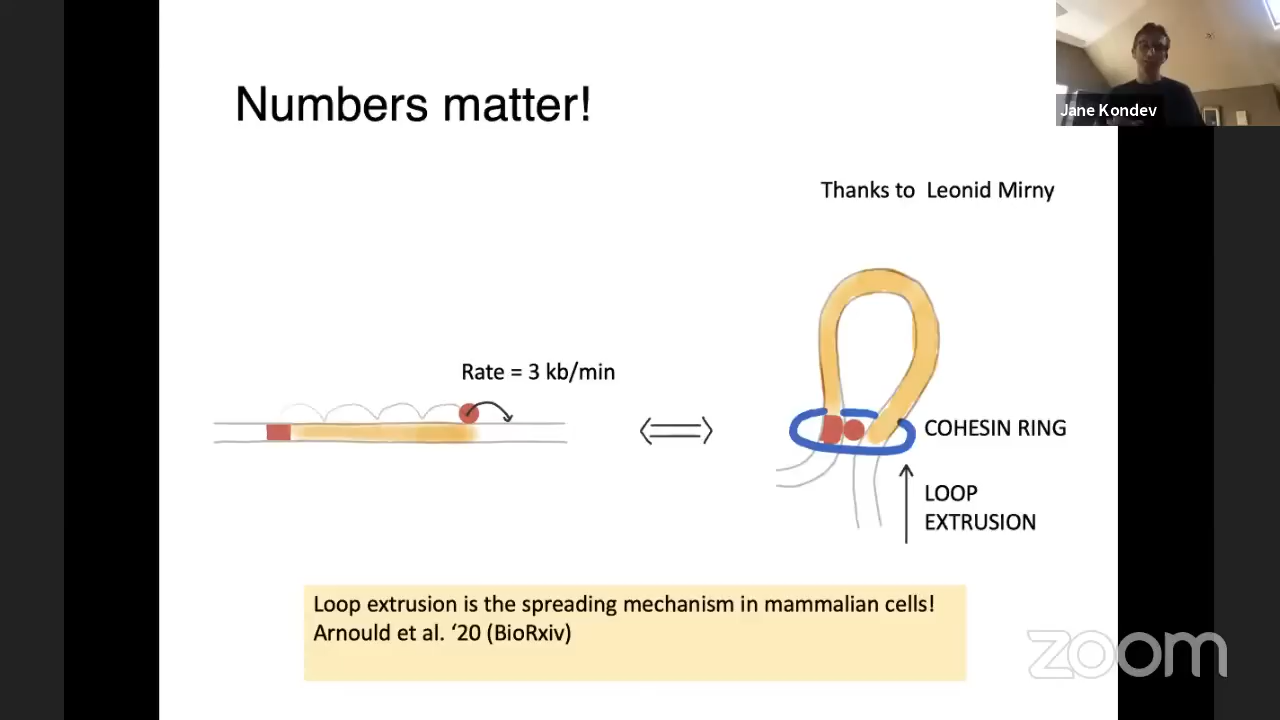 Numbers matter!
Jane Kondev
Thanks to Leonid Mirny
Rate = 3 kb/min
COHESIN RING
LOOP
EXTRUSION
Loop extrusion is the spreading mechanism in mammalian cells!
Arnould et al. ‘20 (BioRxiv)
zoom